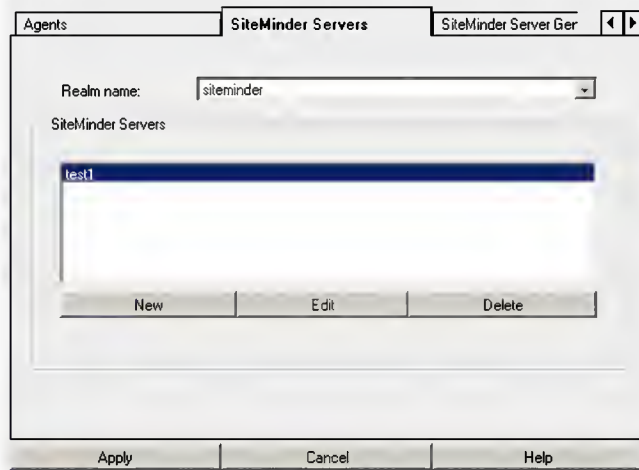 Agents SiteMinder Servers SiteMinder Server Ger
Realm name: siteminder
SiteMinder Servers
test1
New Edit Delete
Apply Cancel Help